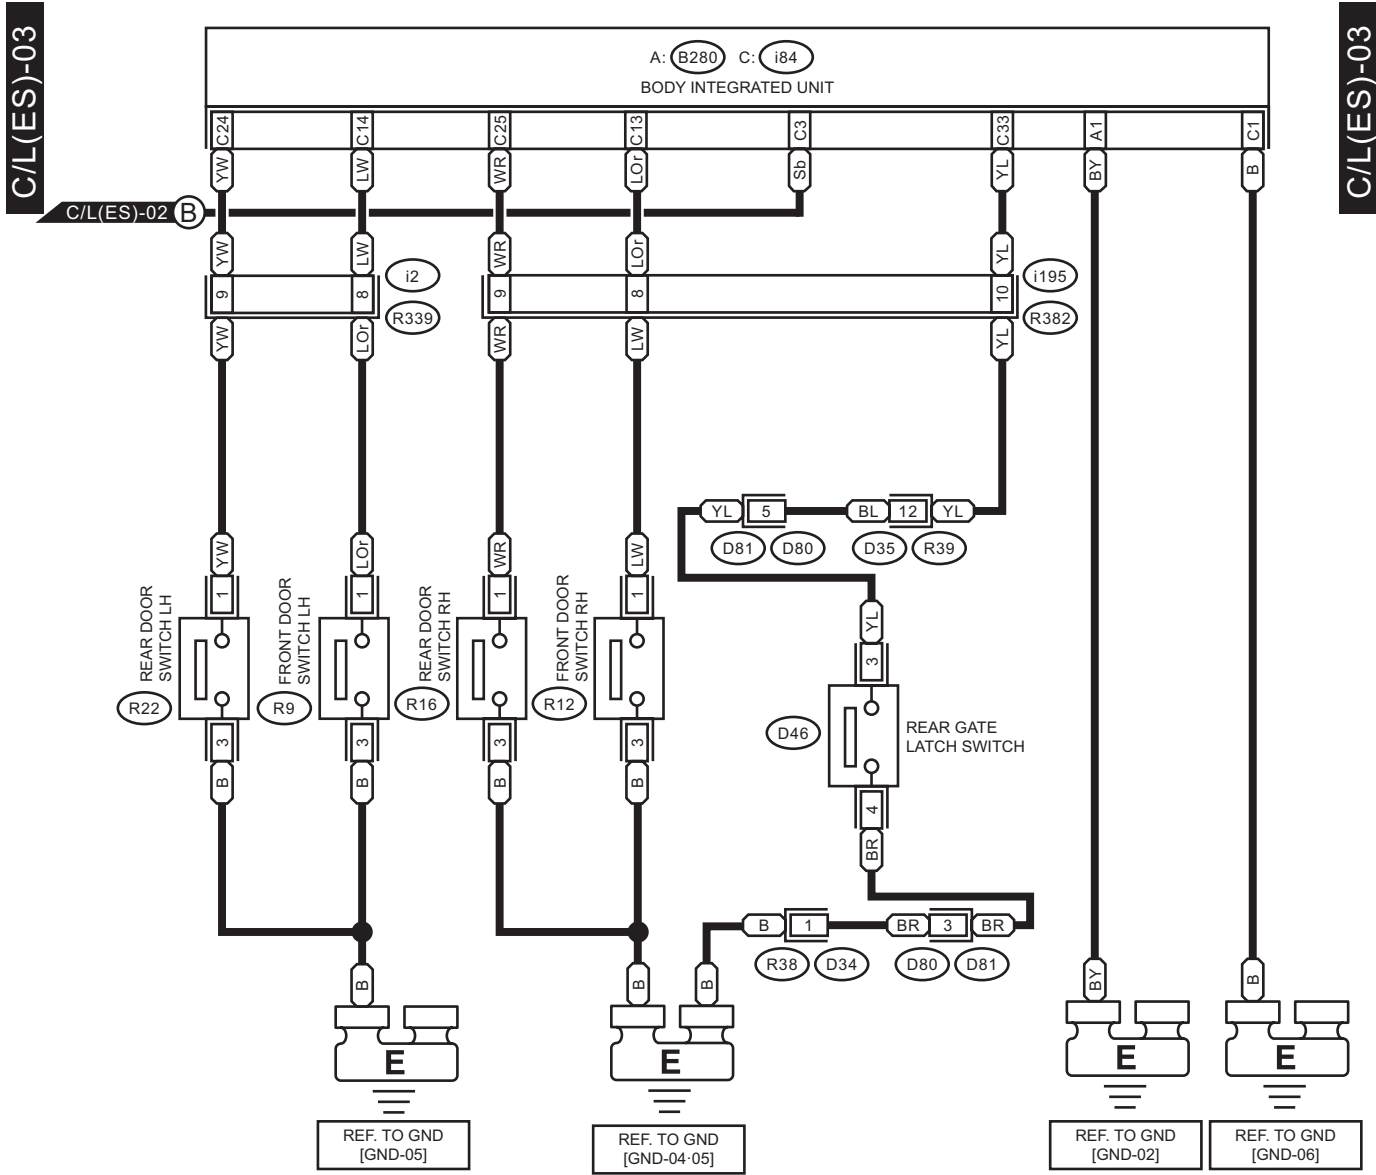 C/L(ES)-03
C/L(ES)-03
A: B280 C: i84
BODY INTEGRATED UNIT
C24 C14 C25 C13 C3 C33 A1 C1
YW LW WR LOr Sb YL BY B
C/L(ES)-02 B
YW LW WR LOr YL
i2 i195
9 8 9 8 10
R339 R382
YW LOr WR LW YL
YL 5 BL 12 YL
D81 D80 D35 R39
YW LOr WR LW
1 1 1 1
REAR DOOR
SWITCH LH
FRONT DOOR
SWITCH LH
REAR DOOR
SWITCH RH
FRONT DOOR
SWITCH RH
YL
3
R22 R9 R16 R12
D46
REAR GATE
LATCH SWITCH
3 3 3 3
B B B B
4
BR
B 1 BR 3 BR
R38 D34 D80 D81
B B B BY B
E E E E
REF. TO GND
[GND-05]
REF. TO GND
[GND-04·05]
REF. TO GND
[GND-02]
REF. TO GND
[GND-06]